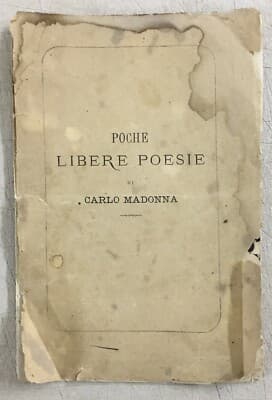 POCHE
LIBERE POESIE
DI
CARLO MADONNA